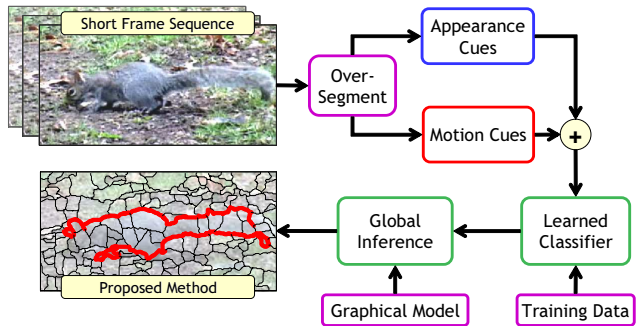 Short Frame Sequence
Appearance
Cues
Over-
Segment
Motion Cues
+
Global
Inference
Learned
Classifier
Proposed Method
Graphical Model
Training Data